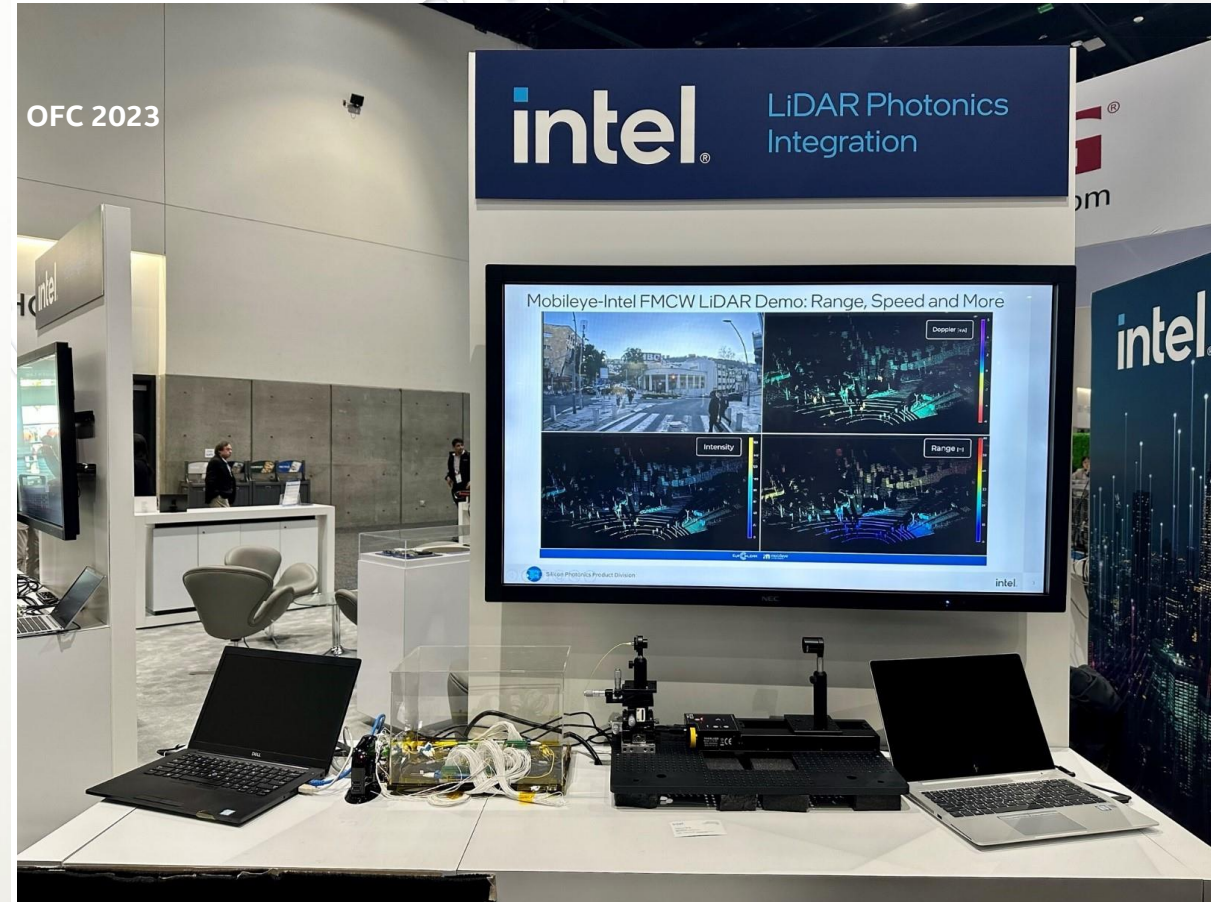 OFC 2023
intel
LiDAR Photonics
Integration
intel
Mobileye-Intel FMCW LiDAR Demo: Range, Speed and More
Doppler
Intensity
Range
Silicon Photonics Product Division
intel.
NEC
intel
DELL